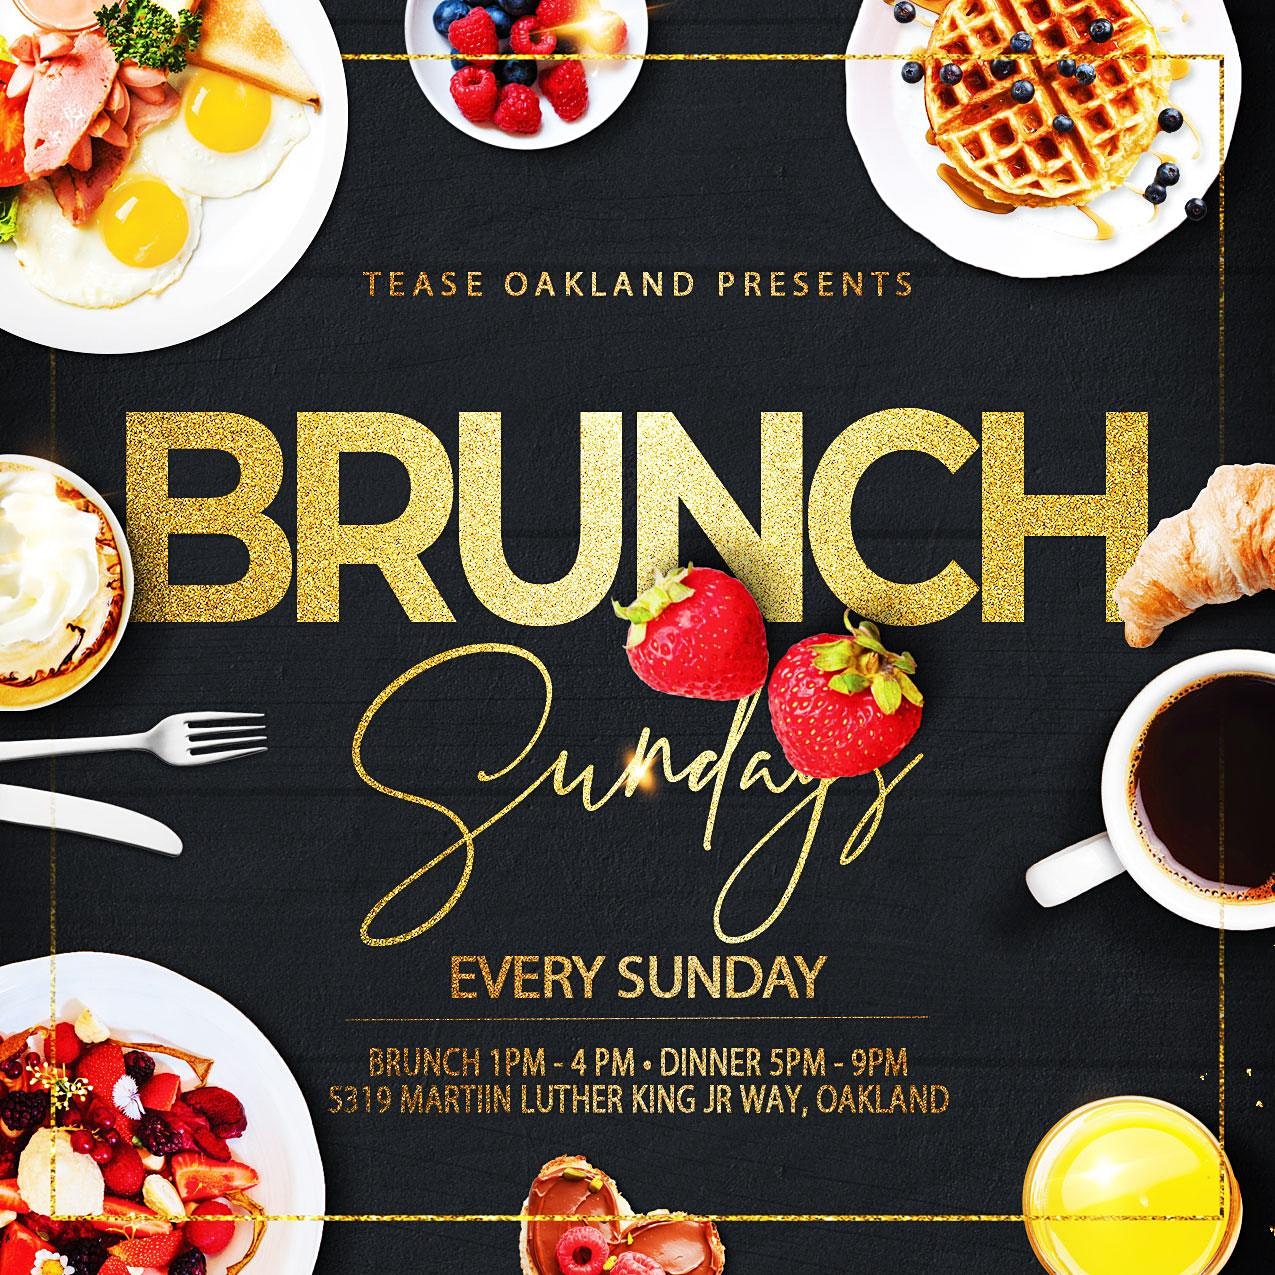 TEASE OAKLAND PRESENTS
BRUNCH
Sundays
EVERY SUNDAY
BRUNCH 1PM - 4 PM • DINNER 5PM - 9PM
5319 MARTIIN LUTHER KING JR WAY, OAKLAND